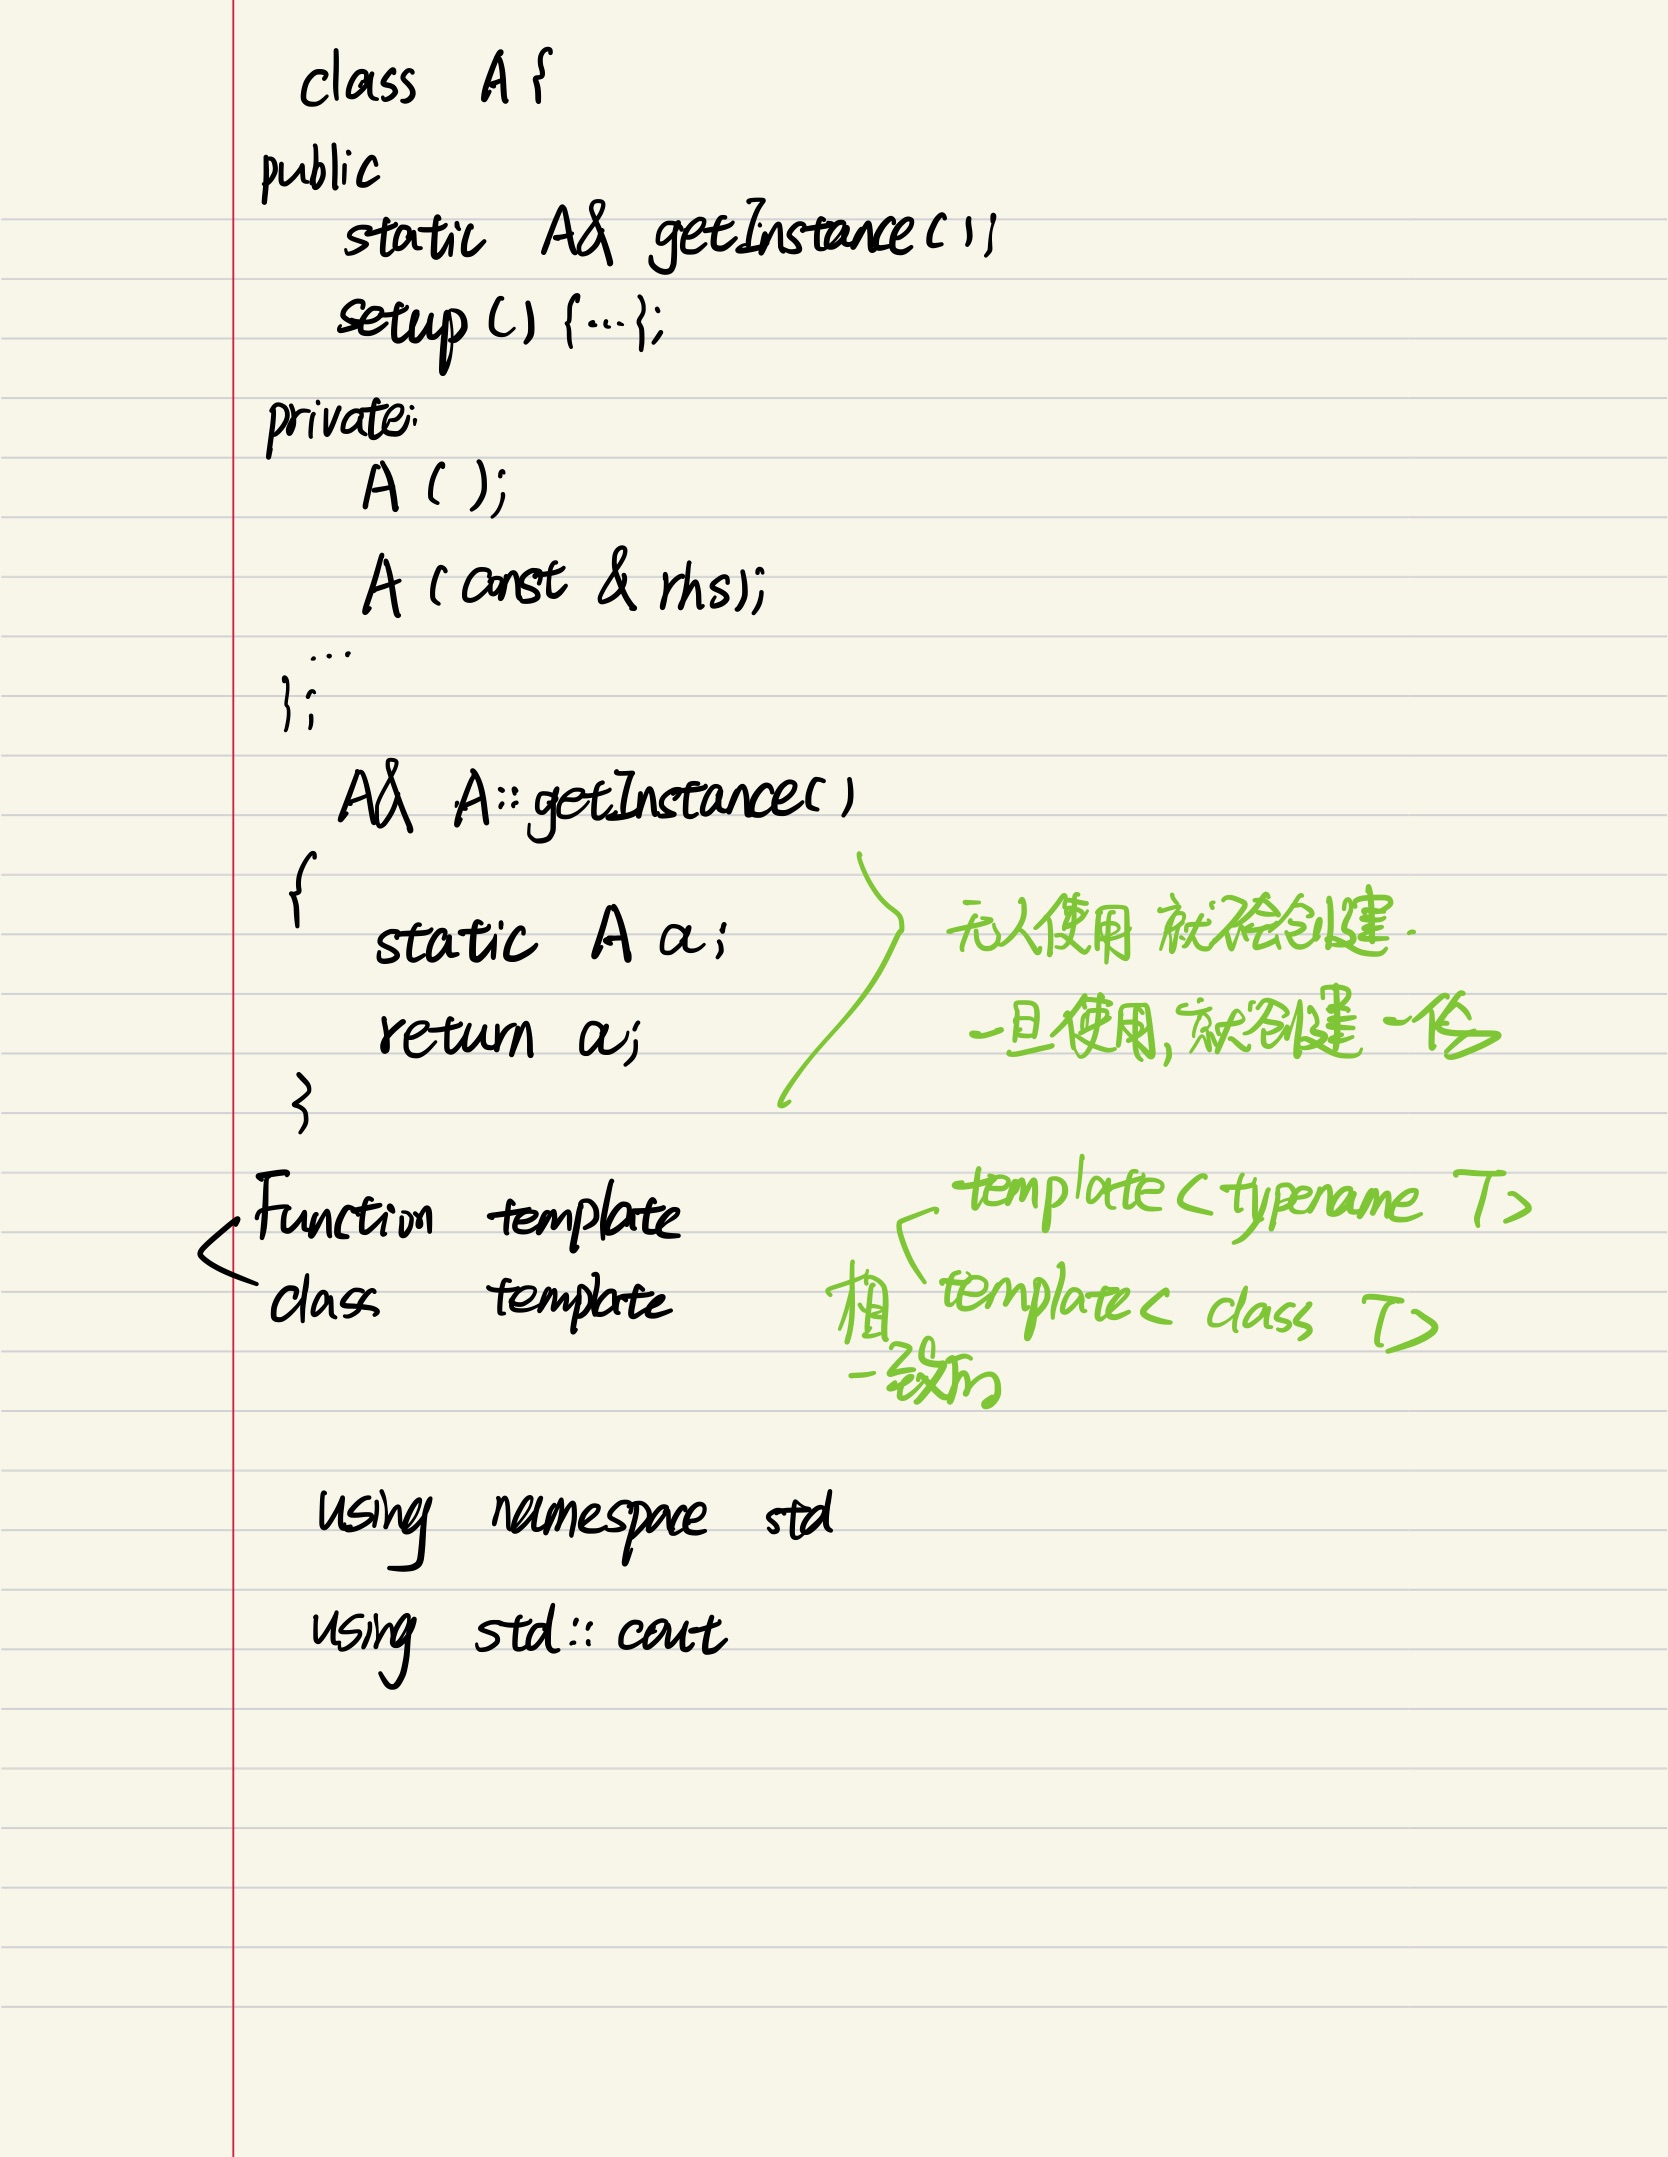 class A {
public
static A& getInstance();
setup() {...};
private:
A ( );
A (const & rhs);
...
};
A& A::getInstance()
{
static A a;
return a;
}
无人使用 就不会创建.
一旦使用, 就会创建 一份
Function template
class template
template<typename T>
template< class T>
相
一致的
using namespace std
using std:: cout